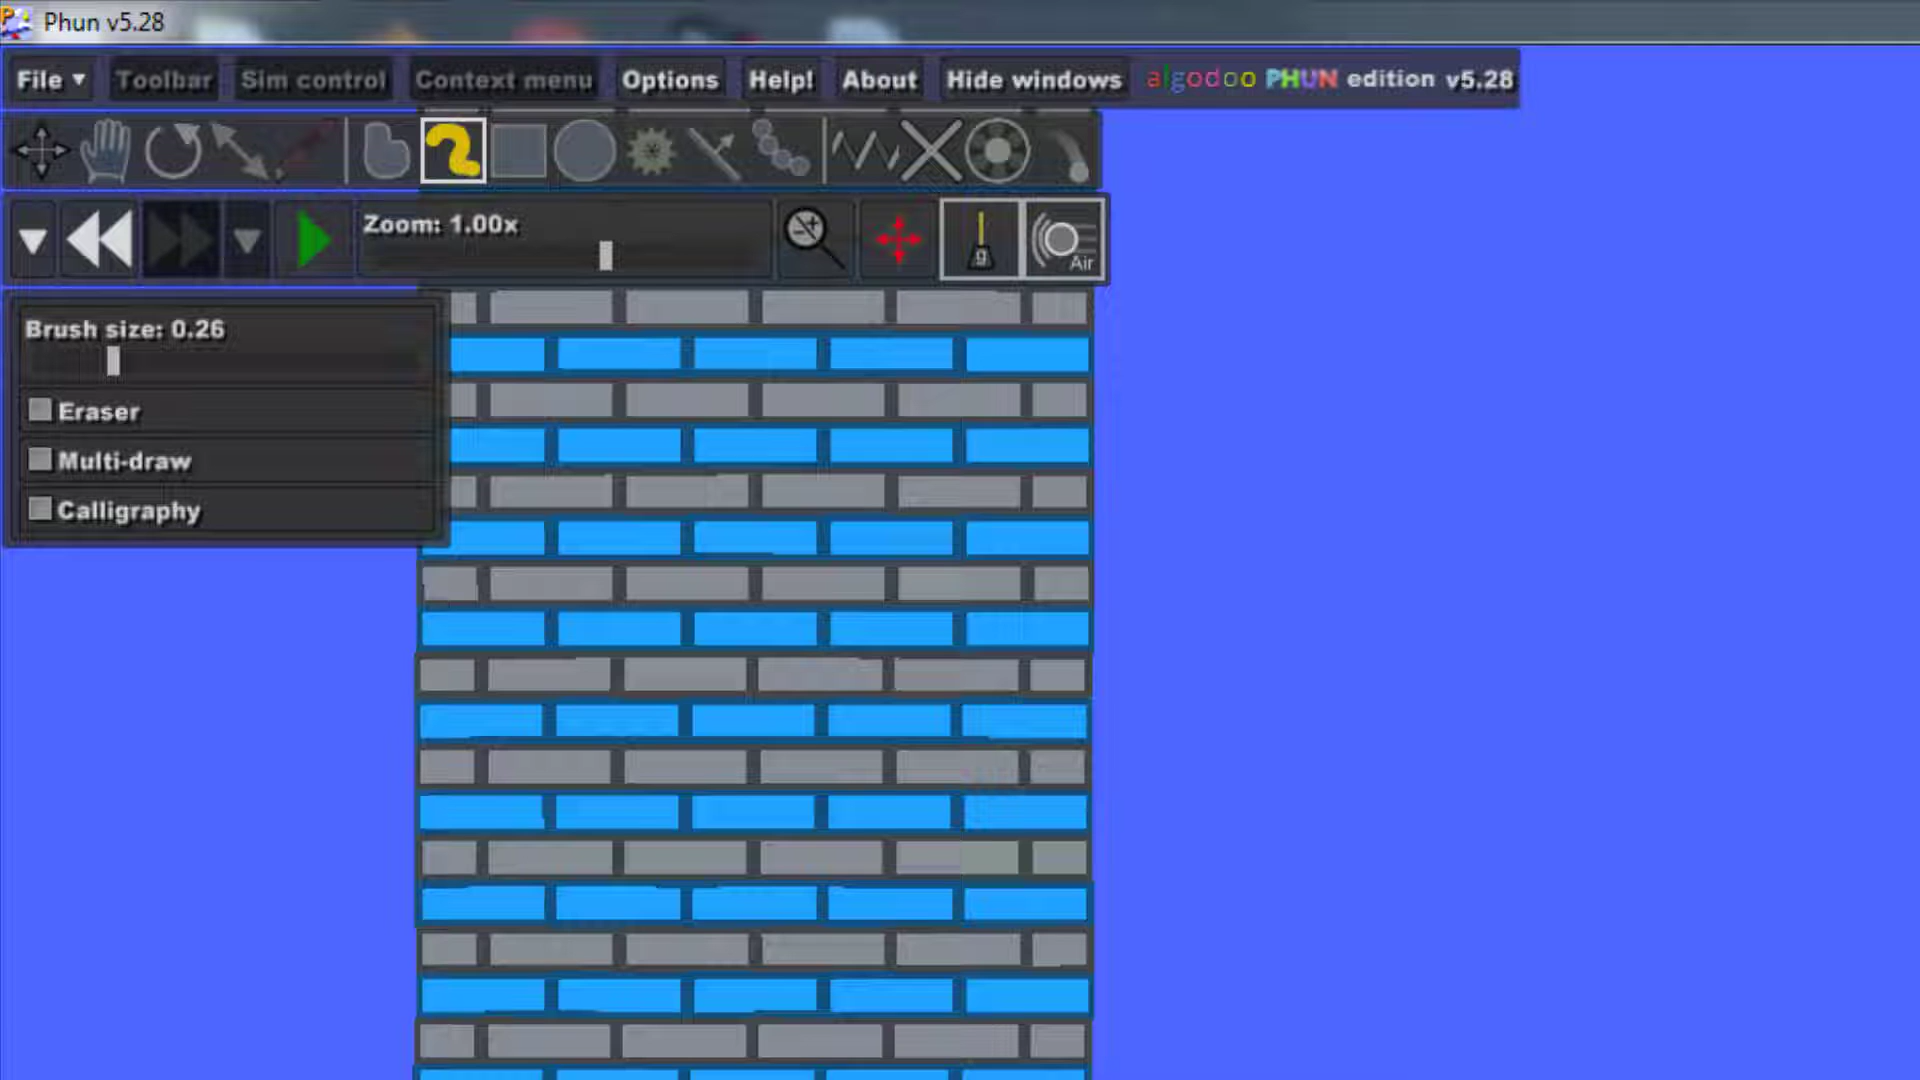 Phun v5.28
File Toolbar Sim control Context menu Options Help! About Hide windows algodoo PHUN edition v5.28
Zoom: 1.00x
g
Air
Brush size: 0.26
Eraser
Multi-draw
Calligraphy